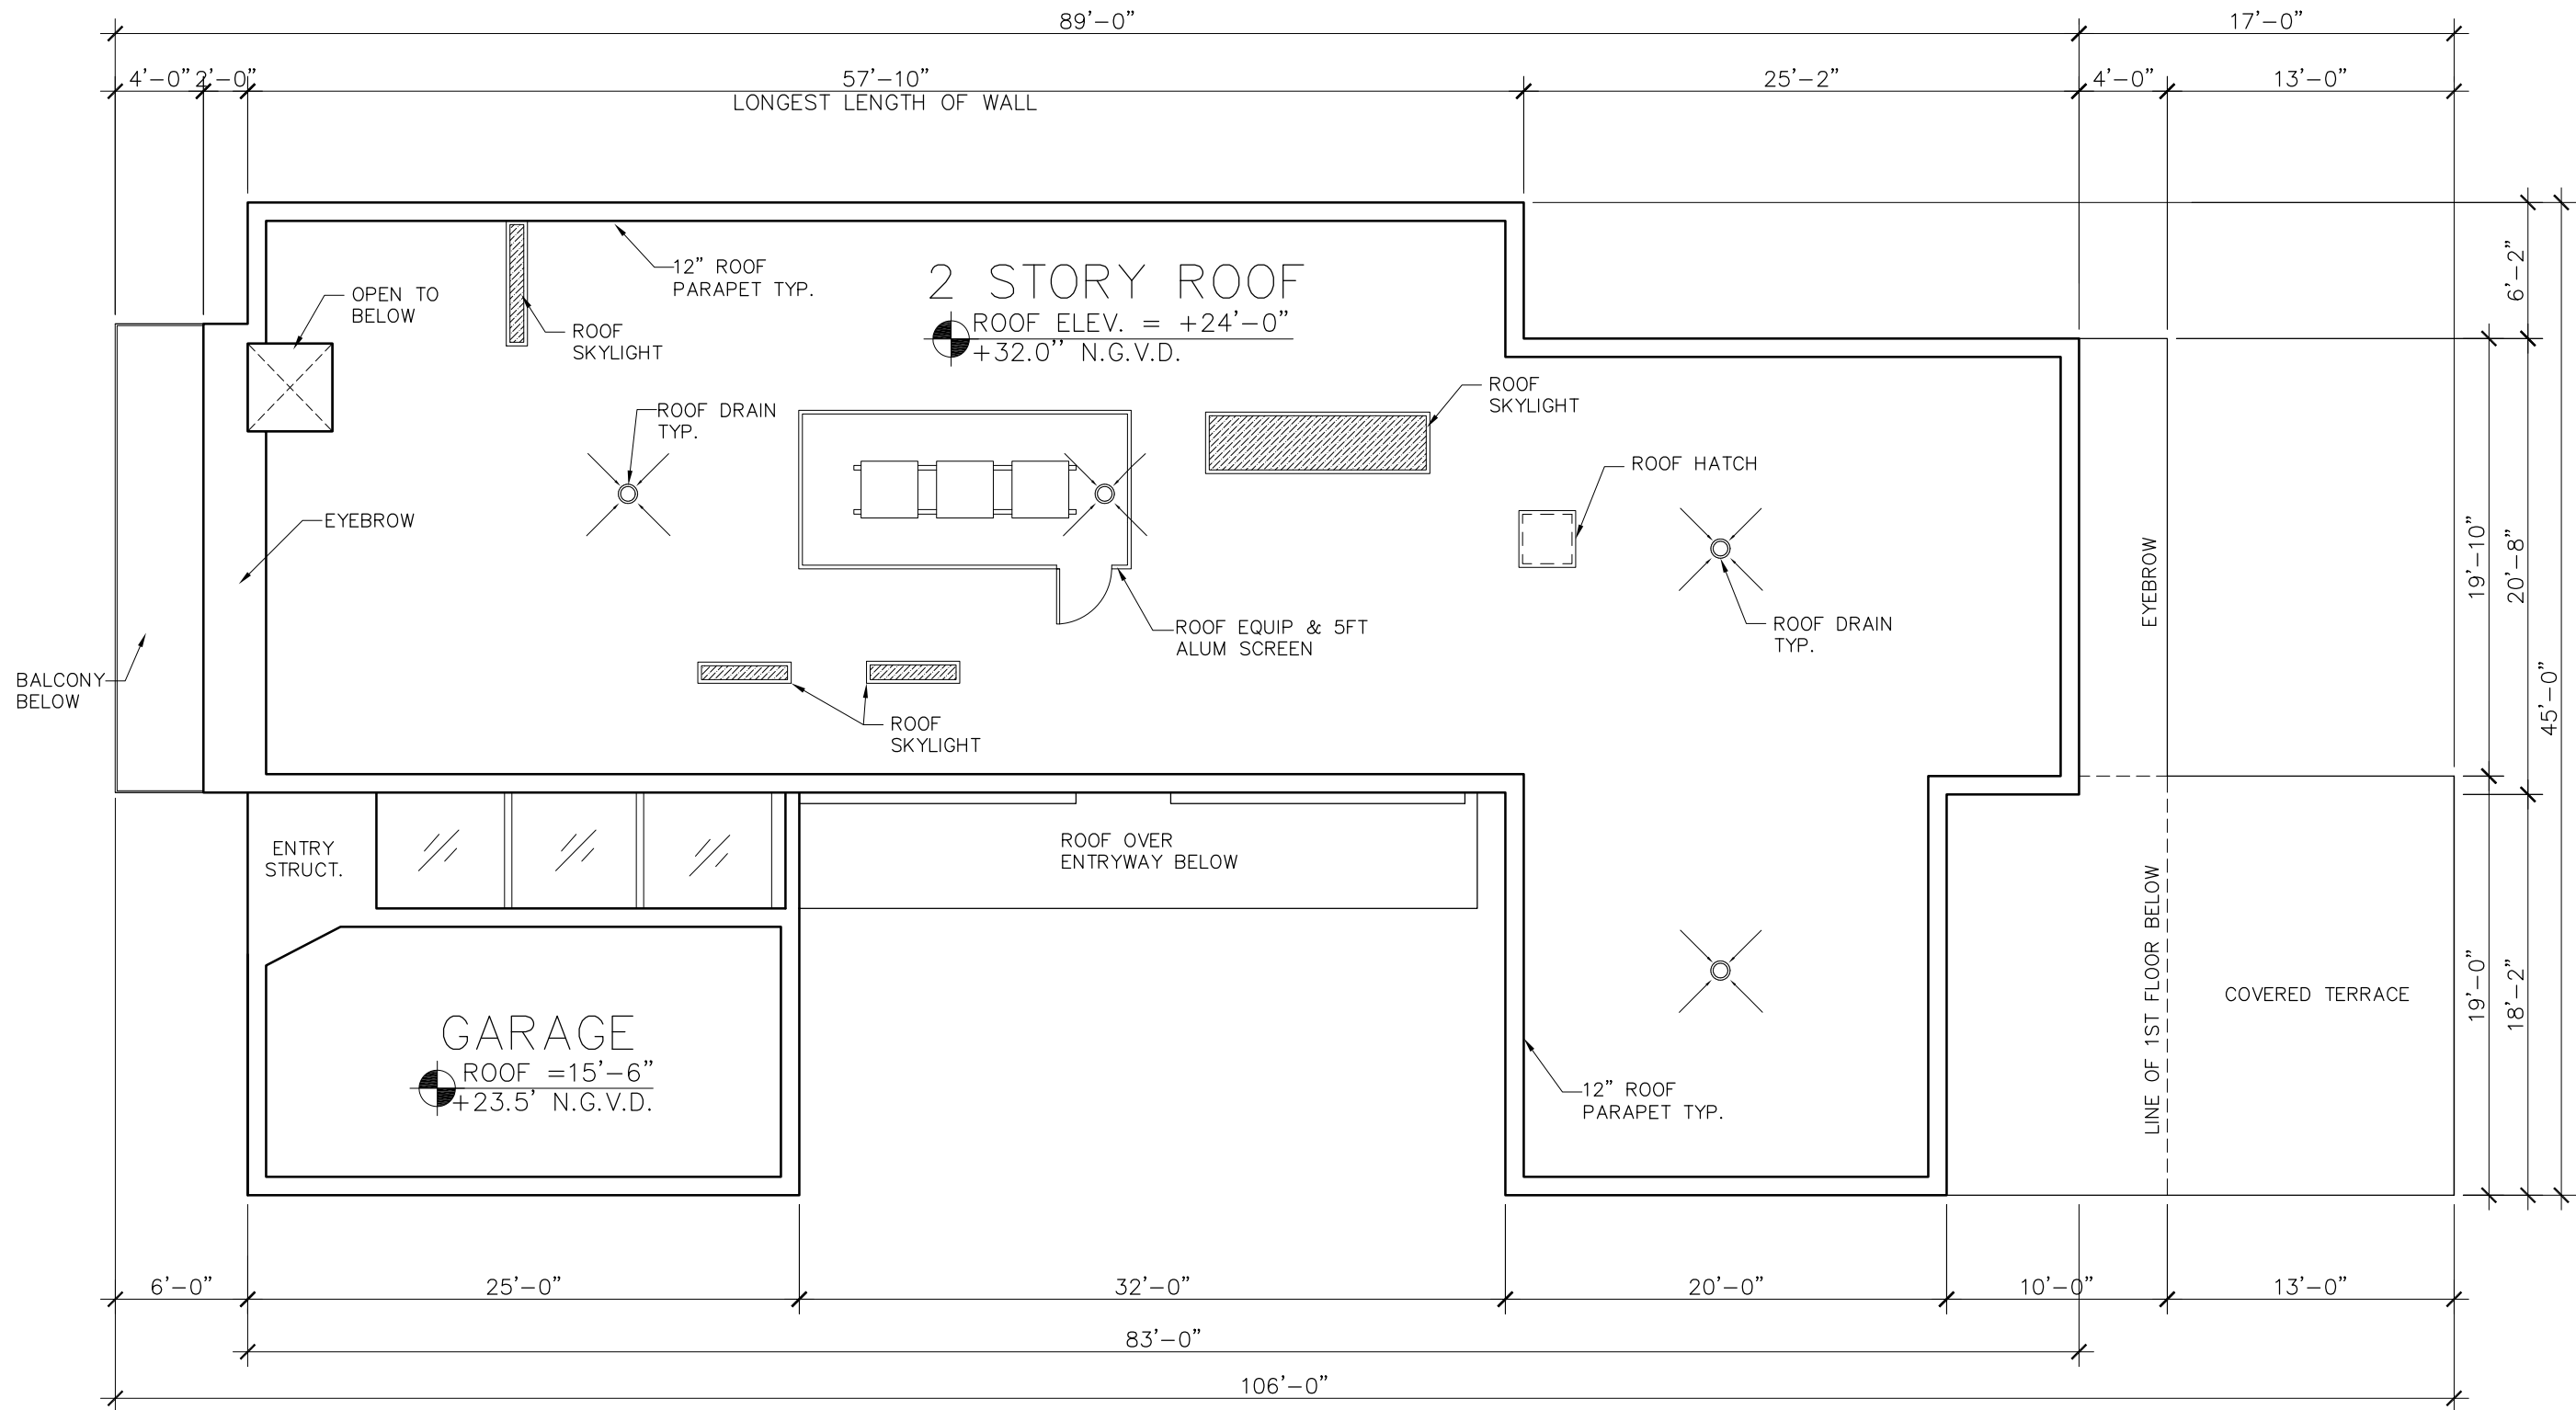 89'-0"
17'-0"
4'-0"
2'-0"
57'-10"
LONGEST LENGTH OF WALL
25'-2"
4'-0"
13'-0"
6'-2"
12" ROOF
PARAPET TYP.
2 STORY ROOF
ROOF ELEV. = +24'-0"
+32.0" N.G.V.D.
OPEN TO
BELOW
ROOF
SKYLIGHT
ROOF DRAIN
TYP.
ROOF
SKYLIGHT
ROOF HATCH
EYEBROW
EYEBROW
19'-10"
20'-8"
45'-0"
ROOF EQUIP & 5FT
ALUM SCREEN
ROOF DRAIN
TYP.
BALCONY
BELOW
ROOF
SKYLIGHT
ENTRY
STRUCT.
ROOF OVER
ENTRYWAY BELOW
LINE OF 1ST FLOOR BELOW
COVERED TERRACE
19'-0"
18'-2"
GARAGE
ROOF =15'-6"
+23.5' N.G.V.D.
12" ROOF
PARAPET TYP.
6'-0"
25'-0"
32'-0"
20'-0"
10'-0"
13'-0"
83'-0"
106'-0"